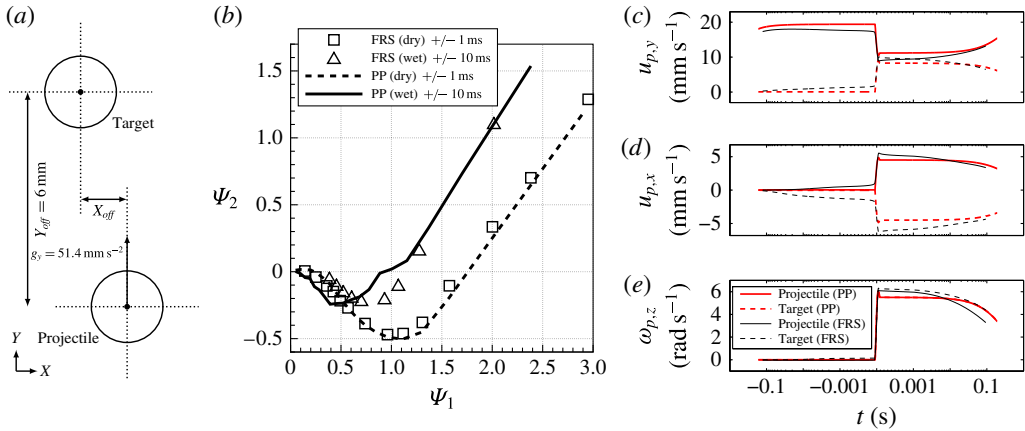 (a)
Target
Y_off = 6 mm
X_off
g_y = 51.4 mm s⁻²
Projectile
Y
X
(b)
FRS (dry) +/− 1 ms
FRS (wet) +/− 10 ms
PP (dry) +/− 1 ms
PP (wet) +/− 10 ms
Ψ₂
1.5
1.0
0.5
0
−0.5
0 0.5 1.0 1.5 2.0 2.5 3.0
Ψ₁
(c)
u_p,y
(mm s⁻¹)
20
10
0
(d)
u_p,x
(mm s⁻¹)
5
0
−5
(e)
ω_p,z
(rad s⁻¹)
6
4
2
0
Projectile (PP)
Target (PP)
Projectile (FRS)
Target (FRS)
−0.1 −0.001 0.001 0.1
t (s)